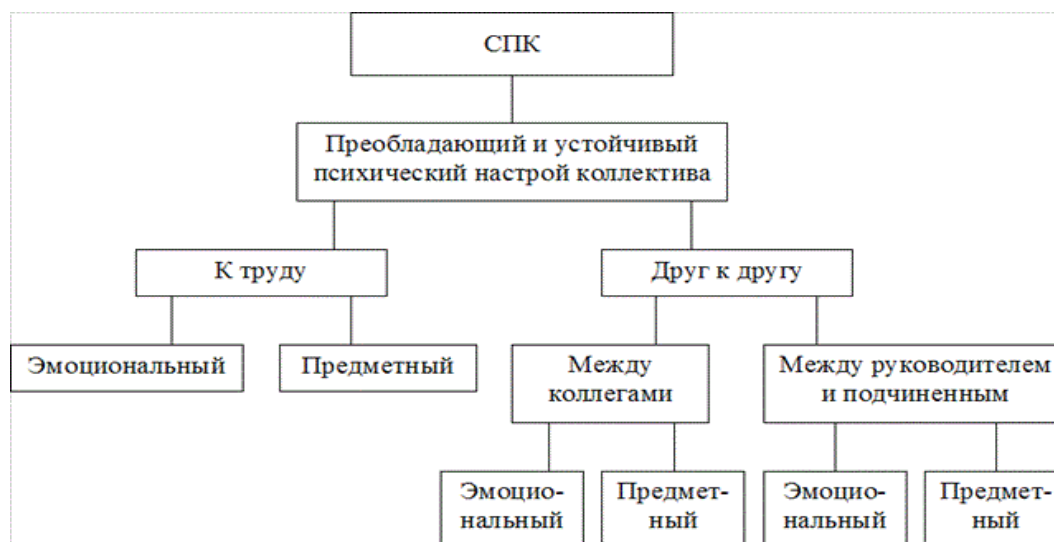 СПК
Преобладающий и устойчивый
психический настрой коллектива
К труду
Друг к другу
Эмоциональный
Предметный
Между
коллегами
Между руководителем
и подчиненным
Эмоцио-
нальный
Предмет-
ный
Эмоцио-
нальный
Предмет-
ный